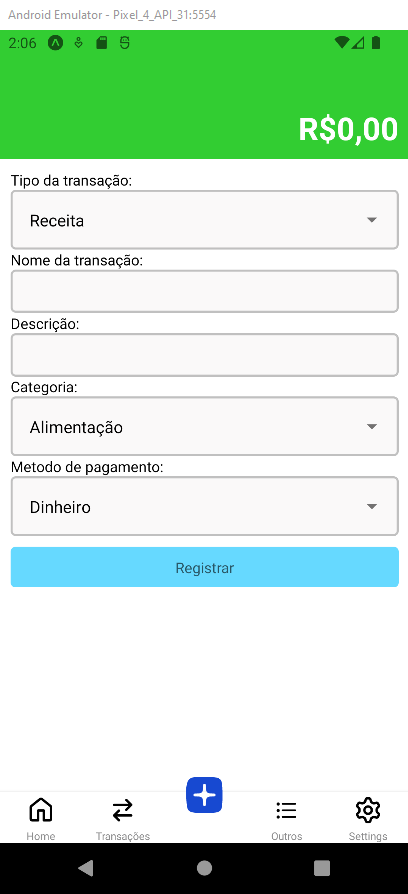 Android Emulator - Pixel_4_API_31:5554
2:06
R$0,00
Tipo da transação:
Receita
Nome da transação:
Descrição:
Categoria:
Alimentação
Metodo de pagamento:
Dinheiro
Registrar
Home
Transações
Outros
Settings